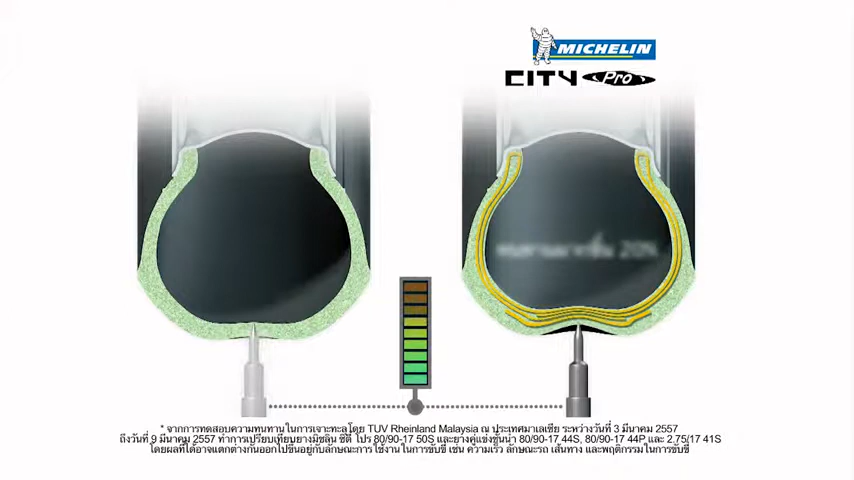 MICHELIN
CITY Pro
ทนทานมากขึ้น 20%
* จากการทดสอบความทนทานในการเจาะทะลุโดย TUV Rheinland Malaysia ณ ประเทศมาเลเซีย ระหว่างวันที่ 3 มีนาคม 2557
ถึงวันที่ 9 มีนาคม 2557 ทำการเปรียบเทียบยางมิชลิน ซิตี้ โปร 80/90-17 50S และยางคู่แข่งชั้นนำ 80/90-17 44S, 80/90-17 44P และ 2.75/17 41S
โดยผลที่ได้อาจแตกต่างกันออกไปขึ้นอยู่กับลักษณะการใช้งานในการขับขี่ เช่น ความเร็ว ลักษณะรถ เส้นทาง และพฤติกรรมในการขับขี่